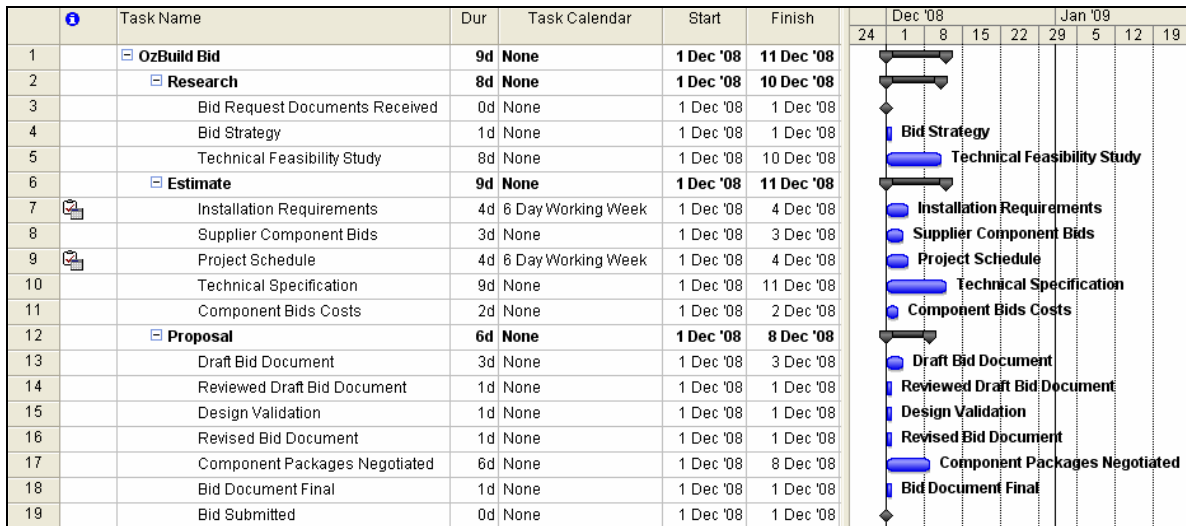 Task Name Dur Task Calendar Start Finish Dec '08 Jan '09
24 1 8 15 22 29 5 12 19
1 OzBuild Bid 9d None 1 Dec '08 11 Dec '08
2 Research 8d None 1 Dec '08 10 Dec '08
3 Bid Request Documents Received 0d None 1 Dec '08 1 Dec '08
4 Bid Strategy 1d None 1 Dec '08 1 Dec '08 Bid Strategy
5 Technical Feasibility Study 8d None 1 Dec '08 10 Dec '08 Technical Feasibility Study
6 Estimate 9d None 1 Dec '08 11 Dec '08
7 Installation Requirements 4d 6 Day Working Week 1 Dec '08 4 Dec '08 Installation Requirements
8 Supplier Component Bids 3d None 1 Dec '08 3 Dec '08 Supplier Component Bids
9 Project Schedule 4d 6 Day Working Week 1 Dec '08 4 Dec '08 Project Schedule
10 Technical Specification 9d None 1 Dec '08 11 Dec '08 Technical Specification
11 Component Bids Costs 2d None 1 Dec '08 2 Dec '08 Component Bids Costs
12 Proposal 6d None 1 Dec '08 8 Dec '08
13 Draft Bid Document 3d None 1 Dec '08 3 Dec '08 Draft Bid Document
14 Reviewed Draft Bid Document 1d None 1 Dec '08 1 Dec '08 Reviewed Draft Bid Document
15 Design Validation 1d None 1 Dec '08 1 Dec '08 Design Validation
16 Revised Bid Document 1d None 1 Dec '08 1 Dec '08 Revised Bid Document
17 Component Packages Negotiated 6d None 1 Dec '08 8 Dec '08 Component Packages Negotiated
18 Bid Document Final 1d None 1 Dec '08 1 Dec '08 Bid Document Final
19 Bid Submitted 0d None 1 Dec '08 1 Dec '08